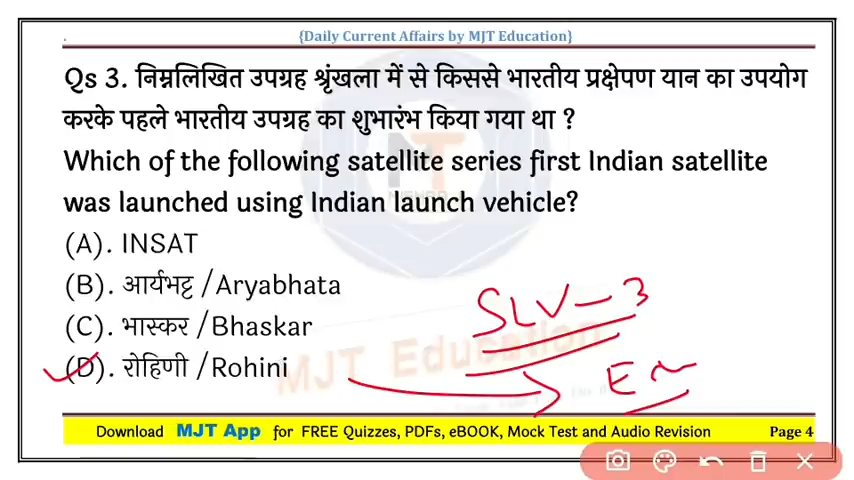 {Daily Current Affairs by MJT Education}
Qs 3. निम्नलिखित उपग्रह श्रृंखला में से किससे भारतीय प्रक्षेपण यान का उपयोग
करके पहले भारतीय उपग्रह का शुभारंभ किया गया था ?
Which of the following satellite series first Indian satellite
was launched using Indian launch vehicle?
(A). INSAT
(B). आर्यभट्ट /Aryabhata
(C). भास्कर /Bhaskar
(D). रोहिणी /Rohini
SLV-3
MJT Education
Download MJT App for FREE Quizzes, PDFs, eBOOK, Mock Test and Audio Revision Page 4